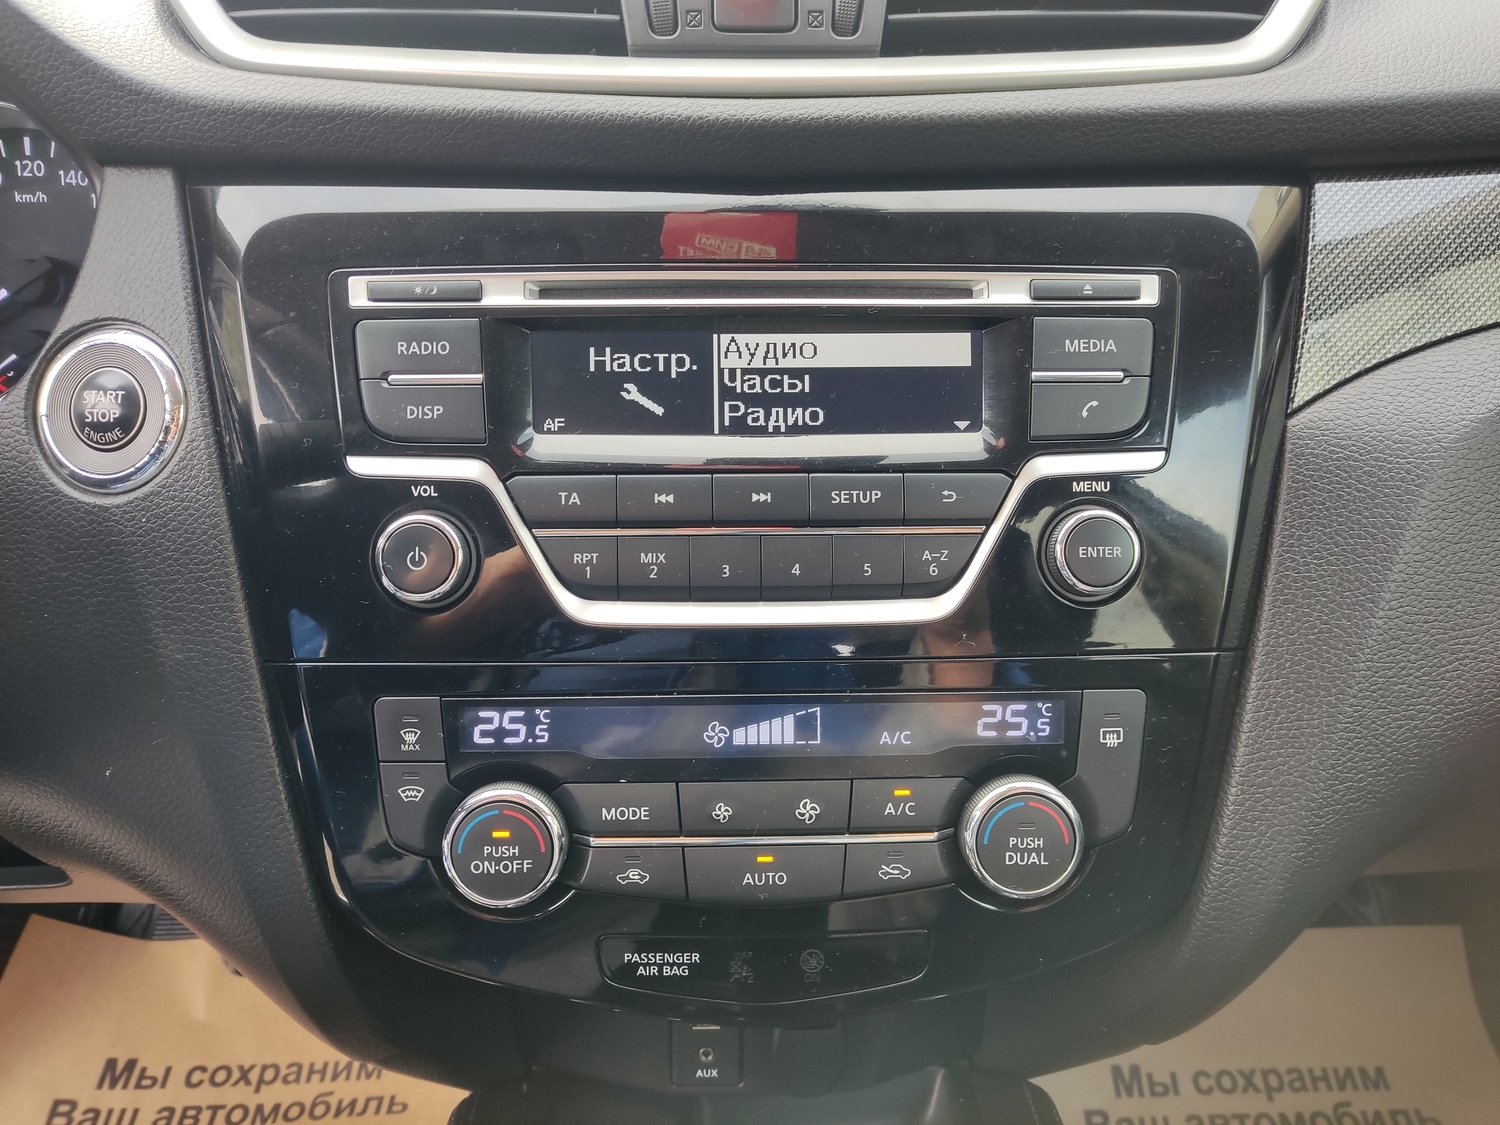 120
140
km/h
START
STOP
ENGINE
RADIO
DISP
Настр.
AF
Аудио
Часы
Радио
MEDIA
VOL
TA
SETUP
MENU
RPT
1
MIX
2
3
4
5
A-Z
6
ENTER
MAX
25.5 °C
A/C
25.5 °C
MODE
A/C
PUSH
ON·OFF
AUTO
PUSH
DUAL
PASSENGER
AIR BAG
AUX
Мы сохраним
Ваш автомобиль
Мы сохраним
Ваш автомобиль